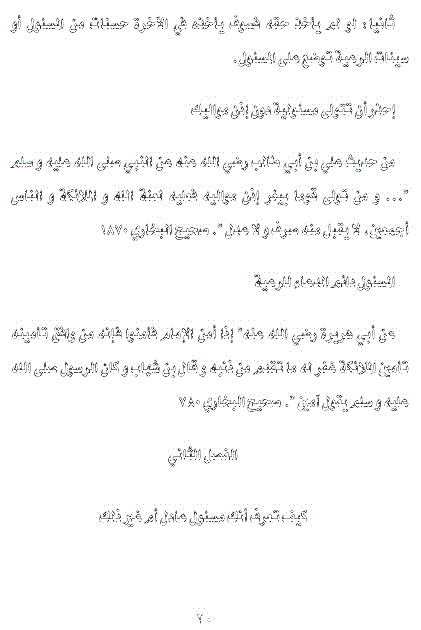 ثانيا: لو لم يأخذ حقه فسوف يأخذه في الآخرة حسنات من المسئول أو
سيئات الرعية توضع على المسئول.
إحذر أن تتولى مسئولية دون إذن مواليك
من حديث علي بن أبي طالب رضي الله عنه عن النبي صلى الله عليه و سلم
"... و من تولى قوما بغير إذن مواليه فعليه لعنة الله و الملائكة و الناس
أجمعين. لا يقبل منه صرف و لا عدل ". صحيح البخاري ١٨٧٠
المسئول دائم الدعاء للرعية
عن أبي هريرة رضي الله عنه" إذا أمن الإمام فأمنوا فإنه من وافق تأمينه
تأمين الملائكة غفر له ما تقدم من ذنبه و قال بن شهاب و كان الرسول صلى الله
عليه و سلم يقول آمين ". صحيح البخاري ٧٨٠
الفصل الثاني
كيف تعرف أنك مسئول عادل أم غير ذلك
٢٠